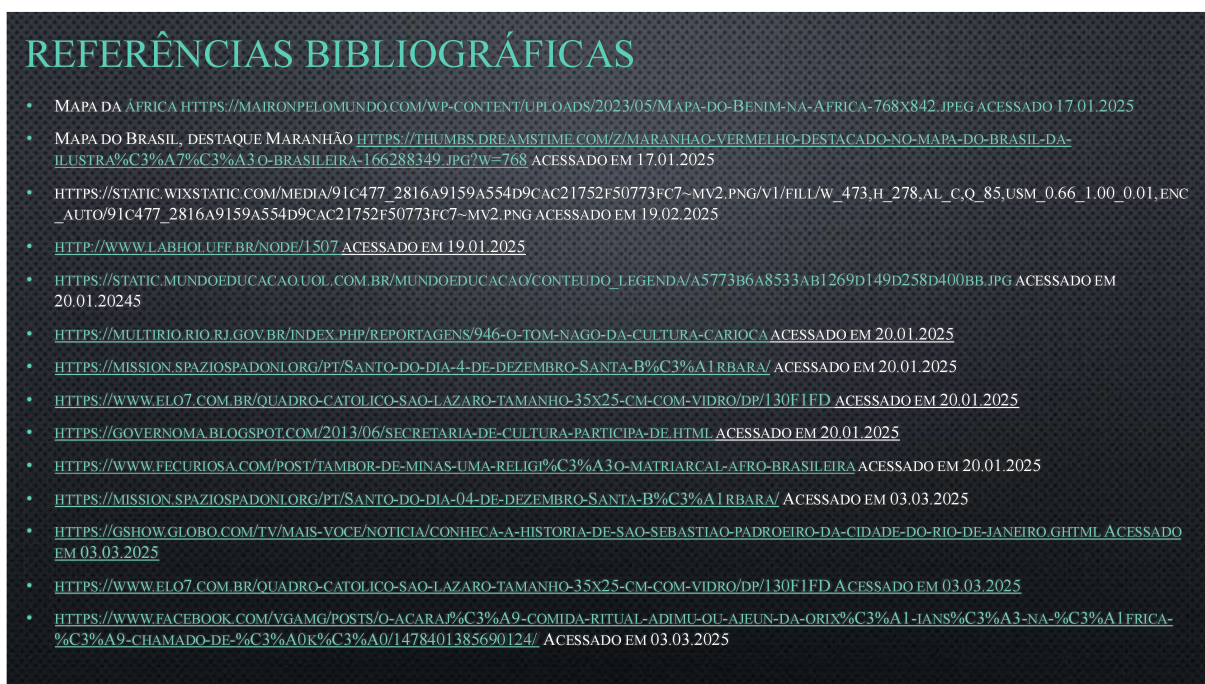 REFERÊNCIAS BIBLIOGRÁFICAS
• MAPA DA ÁFRICA HTTPS://MAIRONPELOMUNDO.COM/WP-CONTENT/UPLOADS/2023/05/MAPA-DO-BENIM-NA-AFRICA-768X842.JPEG ACESSADO 17.01.2025
• MAPA DO BRASIL, DESTAQUE MARANHÃO HTTPS://THUMBS.DREAMSTIME.COM/Z/MARANHAO-VERMELHO-DESTACADO-NO-MAPA-DO-BRASIL-DA-
ILUSTRA%C3%A7%C3%A3O-BRASILEIRA-166288349.JPG?W=768 ACESSADO EM 17.01.2025
• HTTPS://STATIC.WIXSTATIC.COM/MEDIA/91C477_2816A9159A554D9CAC21752F50773FC7~MV2.PNG/V1/FILL/W_473,H_278,AL_C,Q_85,USM_0.66_1.00_0.01,ENC
_AUTO/91C477_2816A9159A554D9CAC21752F50773FC7~MV2.PNG ACESSADO EM 19.02.2025
• HTTP://WWW.LABHOI.UFF.BR/NODE/1507 ACESSADO EM 19.01.2025
• HTTPS://STATIC.MUNDOEDUCACAO.UOL.COM.BR/MUNDOEDUCACAO/CONTEUDO_LEGENDA/A5773B6A8533AB1269D149D258D400BB.JPG ACESSADO EM
20.01.20245
• HTTPS://MULTIRIO.RIO.RJ.GOV.BR/INDEX.PHP/REPORTAGENS/946-O-TOM-NAGO-DA-CULTURA-CARIOCA ACESSADO EM 20.01.2025
• HTTPS://MISSION.SPAZIOSPADONI.ORG/PT/SANTO-DO-DIA-4-DE-DEZEMBRO-SANTA-B%C3%A1RBARA/ ACESSADO EM 20.01.2025
• HTTPS://WWW.ELO7.COM.BR/QUADRO-CATOLICO-SAO-LAZARO-TAMANHO-35X25-CM-COM-VIDRO/DP/130F1FD ACESSADO EM 20.01.2025
• HTTPS://GOVERNOMA.BLOGSPOT.COM/2013/06/SECRETARIA-DE-CULTURA-PARTICIPA-DE.HTML ACESSADO EM 20.01.2025
• HTTPS://WWW.FECURIOSA.COM/POST/TAMBOR-DE-MINAS-UMA-RELIGI%C3%A3O-MATRIARCAL-AFRO-BRASILEIRA ACESSADO EM 20.01.2025
• HTTPS://MISSION.SPAZIOSPADONI.ORG/PT/SANTO-DO-DIA-04-DE-DEZEMBRO-SANTA-B%C3%A1RBARA/ ACESSADO EM 03.03.2025
• HTTPS://GSHOW.GLOBO.COM/TV/MAIS-VOCE/NOTICIA/CONHECA-A-HISTORIA-DE-SAO-SEBASTIAO-PADROEIRO-DA-CIDADE-DO-RIO-DE-JANEIRO.GHTML ACESSADO
EM 03.03.2025
• HTTPS://WWW.ELO7.COM.BR/QUADRO-CATOLICO-SAO-LAZARO-TAMANHO-35X25-CM-COM-VIDRO/DP/130F1FD ACESSADO EM 03.03.2025
• HTTPS://WWW.FACEBOOK.COM/VGAMG/POSTS/O-ACARAJ%C3%A9-COMIDA-RITUAL-ADIMU-OU-AJEUN-DA-ORIX%C3%A1-IANS%C3%A3-NA-%C3%A1FRICA-
%C3%A9-CHAMADO-DE-%C3%A0K%C3%A0/1478401385690124/ ACESSADO EM 03.03.2025